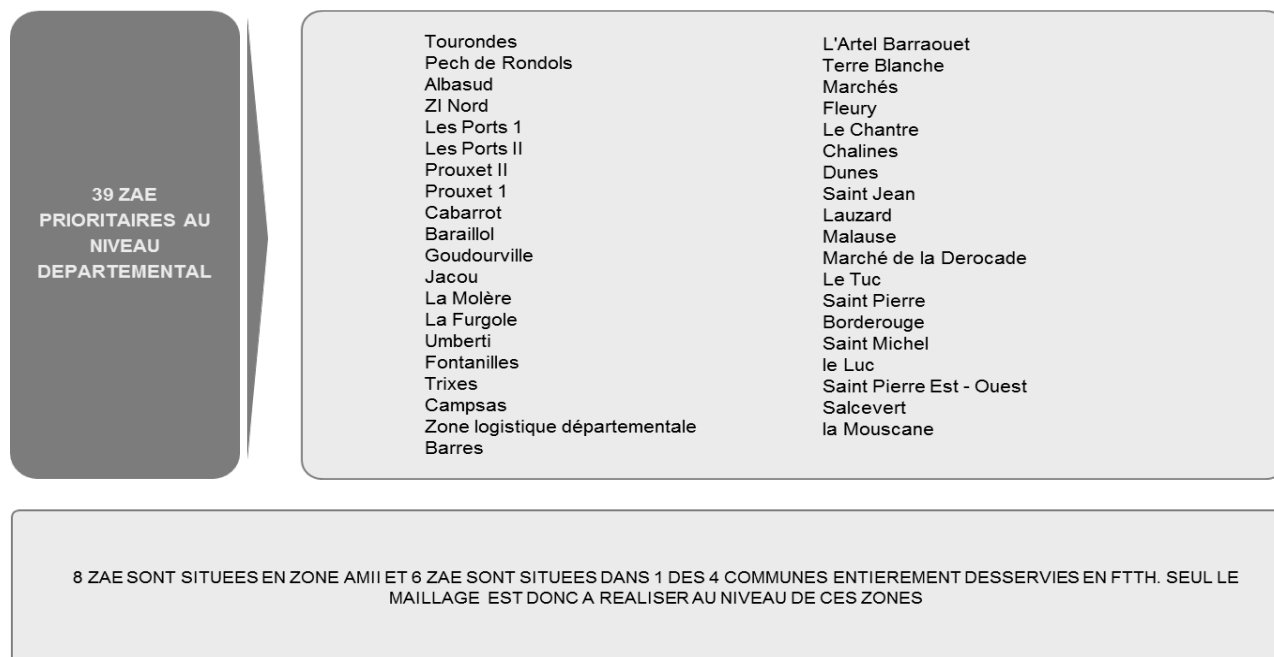 39 ZAE
PRIORITAIRES AU
NIVEAU
DEPARTEMENTAL
Tourondes
Pech de Rondols
Albasud
ZI Nord
Les Ports 1
Les Ports II
Prouxet II
Prouxet 1
Cabarrot
Baraillol
Goudourville
Jacou
La Molère
La Furgole
Umberti
Fontanilles
Trixes
Campsas
Zone logistique départementale
Barres
L'Artel Barraouet
Terre Blanche
Marchés
Fleury
Le Chantre
Chalines
Dunes
Saint Jean
Lauzard
Malause
Marché de la Derocade
Le Tuc
Saint Pierre
Borderouge
Saint Michel
le Luc
Saint Pierre Est - Ouest
Salcevert
la Mouscane
8 ZAE SONT SITUEES EN ZONE AMII ET 6 ZAE SONT SITUEES DANS 1 DES 4 COMMUNES ENTIEREMENT DESSERVIES EN FTTH. SEUL LE
MAILLAGE EST DONC A REALISER AU NIVEAU DE CES ZONES